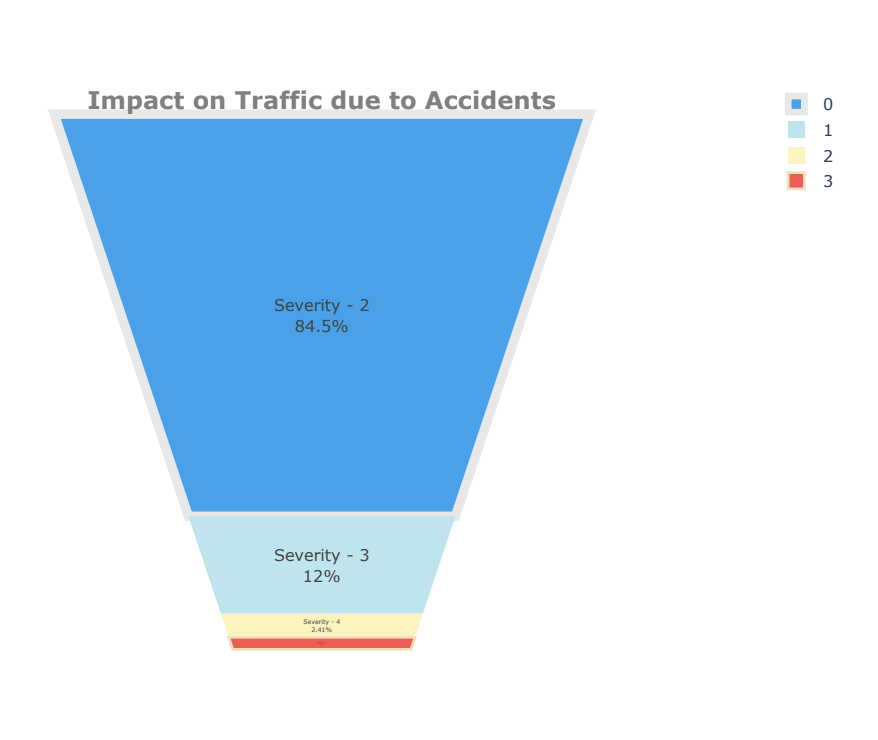 Impact on Traffic due to Accidents
0
1
2
3
Severity - 2
84.5%
Severity - 3
12%
Severity - 4
2.41%